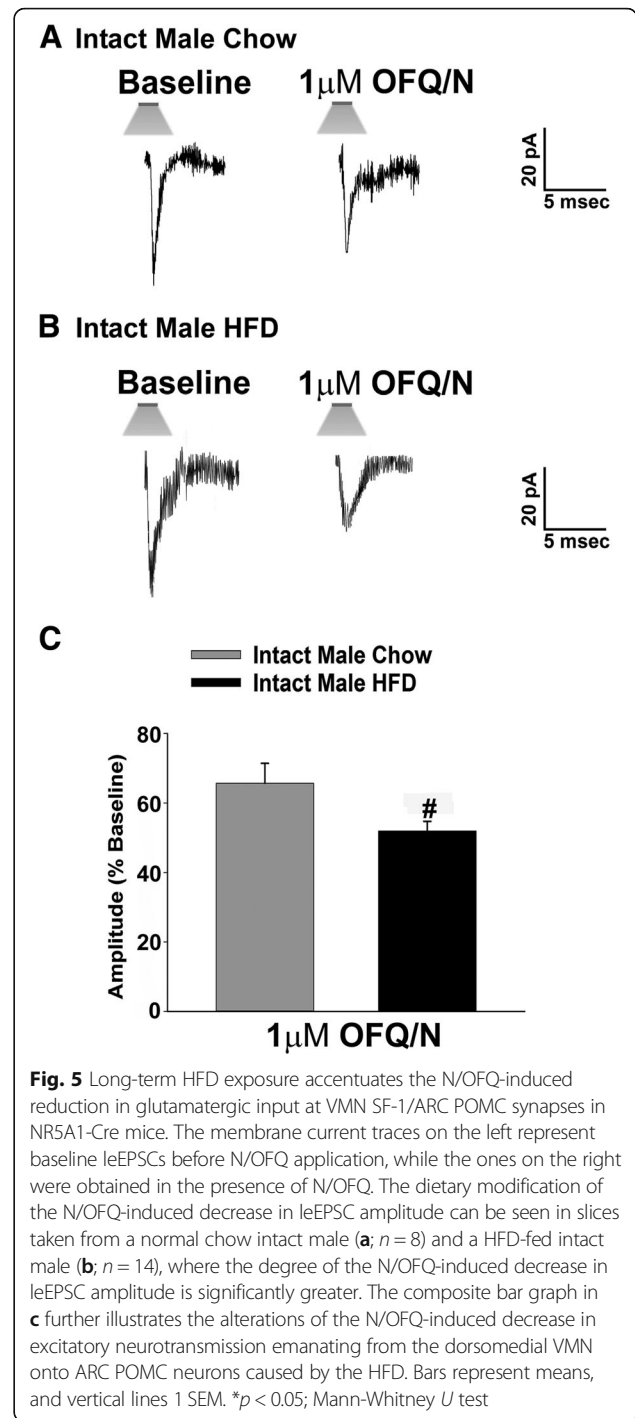 A Intact Male Chow
Baseline 1μM OFQ/N
20 pA
5 msec
B Intact Male HFD
Baseline 1μM OFQ/N
20 pA
5 msec
C
Intact Male Chow
Intact Male HFD
Amplitude (% Baseline)
80
60
40
20
0
#
1μM OFQ/N
Fig. 5 Long-term HFD exposure accentuates the N/OFQ-induced
reduction in glutamatergic input at VMN SF-1/ARC POMC synapses in
NR5A1-Cre mice. The membrane current traces on the left represent
baseline leEPSCs before N/OFQ application, while the ones on the right
were obtained in the presence of N/OFQ. The dietary modification of
the N/OFQ-induced decrease in leEPSC amplitude can be seen in slices
taken from a normal chow intact male (a; n = 8) and a HFD-fed intact
male (b; n = 14), where the degree of the N/OFQ-induced decrease in
leEPSC amplitude is significantly greater. The composite bar graph in
c further illustrates the alterations of the N/OFQ-induced decrease in
excitatory neurotransmission emanating from the dorsomedial VMN
onto ARC POMC neurons caused by the HFD. Bars represent means,
and vertical lines 1 SEM. *p < 0.05; Mann-Whitney U test